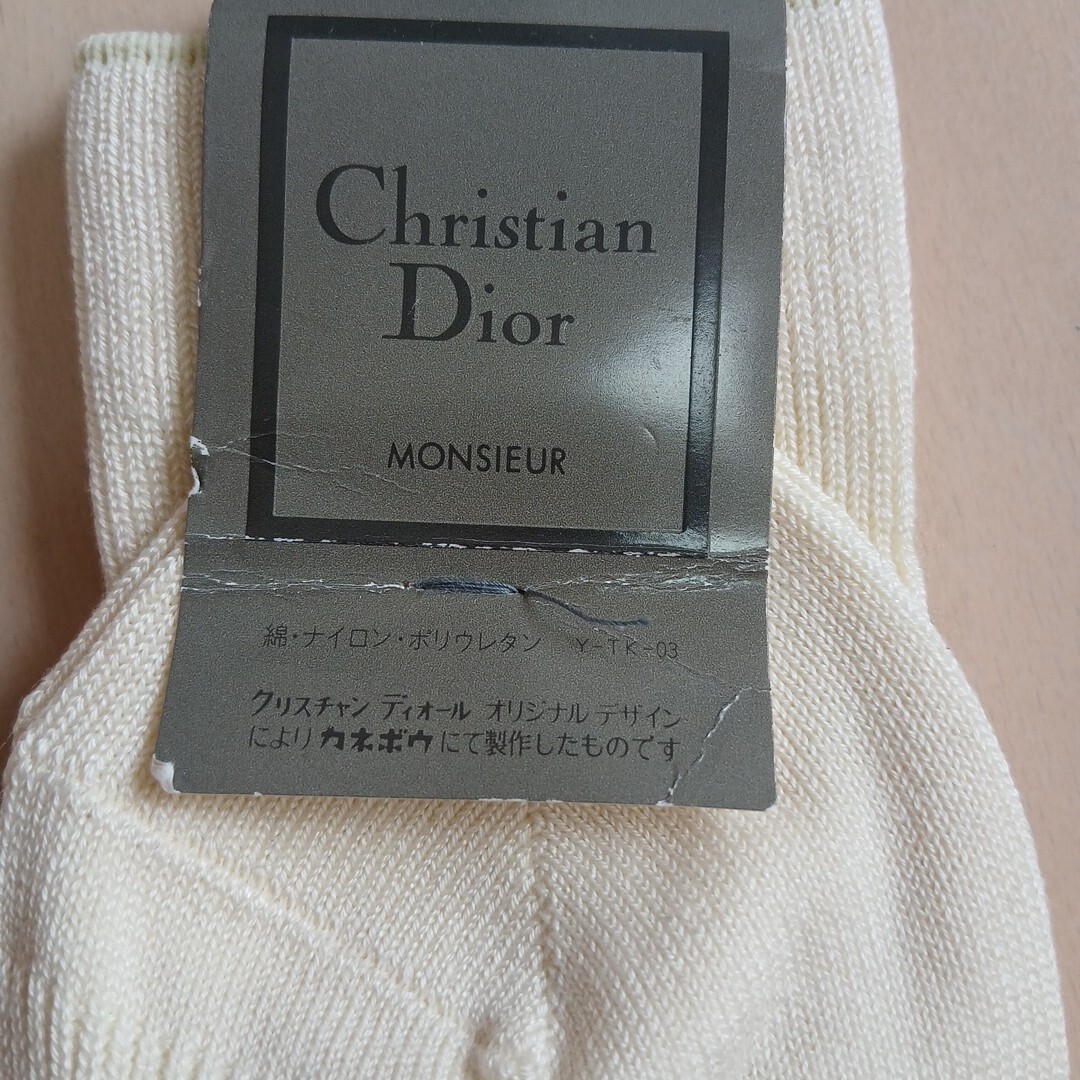 Christian
Dior
MONSIEUR
綿・ナイロン・ポリウレタン Y-TK-03
クリスチャン ディオール オリジナル デザイン
により カネボウ にて製作したものです